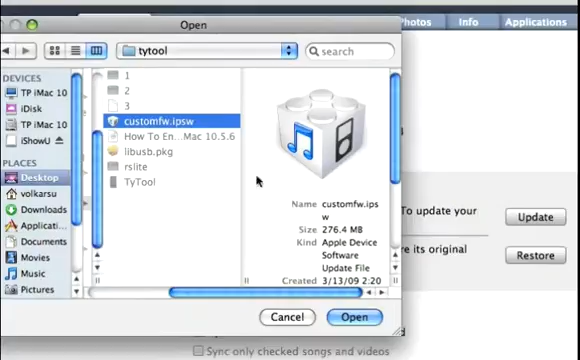 Open
Photos
Info
Applications
tytool
search
DEVICES
TP iMac 10
iDisk
TP iMac 10
iShowU
PLACES
Desktop
volkarsu
Downloads
Applicati...
Documents
Movies
Music
Pictures
1
2
3
customfw.ipsw
How To En...Mac 10.5.6
libusb.pkg
rslite
TyTool
Name customfw.ips
w
Size 276.4 MB
Kind Apple Device
Software
Update File
Created 3/13/09 2:20
To update your
Update
re its original
Restore
Cancel
Open
Sync only checked songs and videos